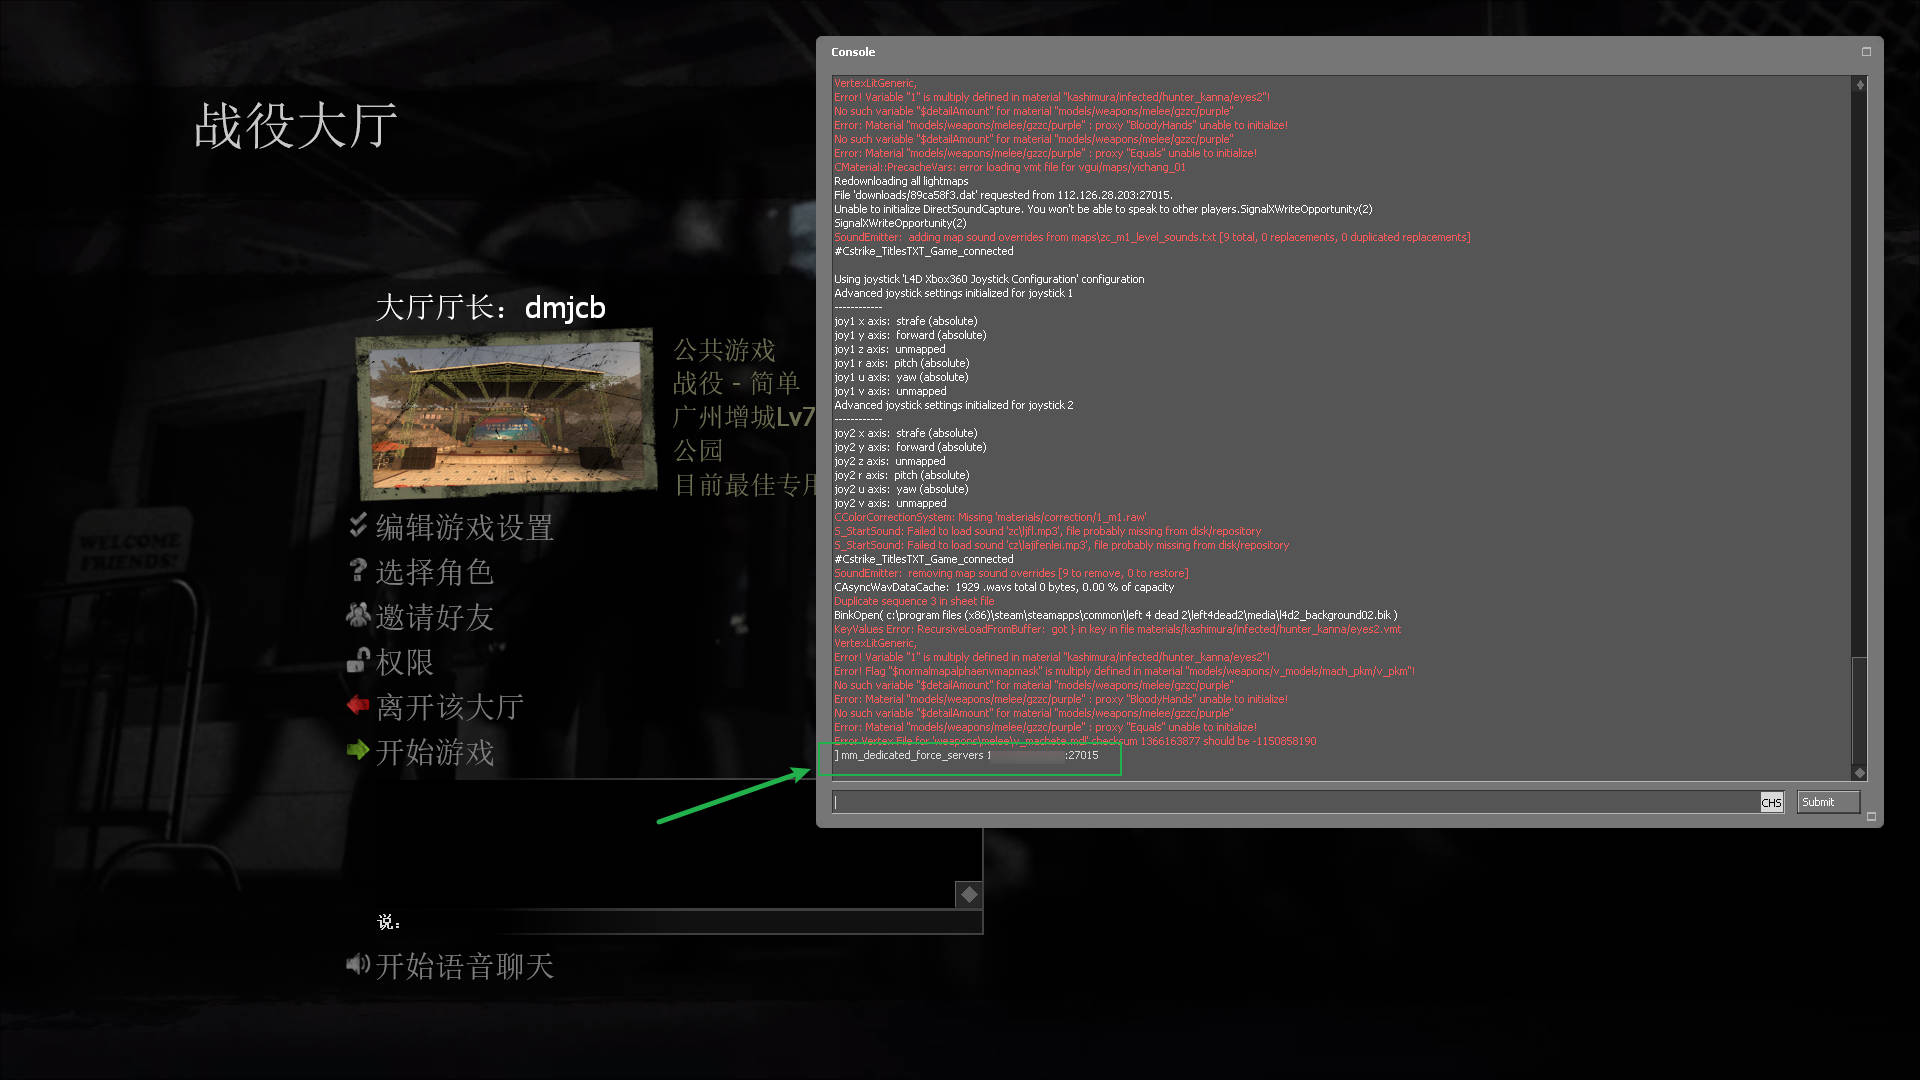 战役大厅
大厅厅长：dmjcb
公共游戏
战役 - 简单
广州增城Lv7
公园
目前最佳专用
编辑游戏设置
选择角色
邀请好友
权限
离开该大厅
开始游戏
说：
开始语音聊天
WELCOME
FRIENDS!
Console
VertexLitGeneric,
Error! Variable "1" is multiply defined in material "kashimura/infected/hunter_kanna/eyes2"!
No such variable "$detailAmount" for material "models/weapons/melee/gzzc/purple"
Error: Material "models/weapons/melee/gzzc/purple" : proxy "BloodyHands" unable to initialize!
No such variable "$detailAmount" for material "models/weapons/melee/gzzc/purple"
Error: Material "models/weapons/melee/gzzc/purple" : proxy "Equals" unable to initialize!
CMaterial::PrecacheVars: error loading vmt file for vgui/maps/yichang_01
Redownloading all lightmaps
File 'downloads/89ca58f3.dat' requested from 112.126.28.203:27015.
Unable to initialize DirectSoundCapture. You won't be able to speak to other players.SignalXWriteOpportunity(2)
SignalXWriteOpportunity(2)
SoundEmitter:  adding map sound overrides from maps\zc_m1_level_sounds.txt [9 total, 0 replacements, 0 duplicated replacements]
#Cstrike_TitlesTXT_Game_connected
Using joystick 'L4D Xbox360 Joystick Configuration' configuration
Advanced joystick settings initialized for joystick 1
------------
joy1 x axis:  strafe (absolute)
joy1 y axis:  forward (absolute)
joy1 z axis:  unmapped
joy1 r axis:  pitch (absolute)
joy1 u axis:  yaw (absolute)
joy1 v axis:  unmapped
Advanced joystick settings initialized for joystick 2
------------
joy2 x axis:  strafe (absolute)
joy2 y axis:  forward (absolute)
joy2 z axis:  unmapped
joy2 r axis:  pitch (absolute)
joy2 u axis:  yaw (absolute)
joy2 v axis:  unmapped
CColorCorrectionSystem: Missing 'materials/correction/1_m1.raw'
S_StartSound: Failed to load sound 'zc\ljfl.mp3', file probably missing from disk/repository
S_StartSound: Failed to load sound 'cz\lajifenlei.mp3', file probably missing from disk/repository
#Cstrike_TitlesTXT_Game_connected
SoundEmitter:  removing map sound overrides [9 to remove, 0 to restore]
CAsyncWavDataCache:  1929 .wavs total 0 bytes, 0.00 % of capacity
Duplicate sequence 3 in sheet file
BinkOpen( c:\program files (x86)\steam\steamapps\common\left 4 dead 2\left4dead2\media\l4d2_background02.bik )
KeyValues Error: RecursiveLoadFromBuffer:  got } in key in file materials/kashimura/infected/hunter_kanna/eyes2.vmt
VertexLitGeneric,
Error! Variable "1" is multiply defined in material "kashimura/infected/hunter_kanna/eyes2"!
Error! Flag "$normalmapalphaenvmapmask" is multiply defined in material "models/weapons/v_models/mach_pkm/v_pkm"!
No such variable "$detailAmount" for material "models/weapons/melee/gzzc/purple"
Error: Material "models/weapons/melee/gzzc/purple" : proxy "BloodyHands" unable to initialize!
No such variable "$detailAmount" for material "models/weapons/melee/gzzc/purple"
Error: Material "models/weapons/melee/gzzc/purple" : proxy "Equals" unable to initialize!
Error Vertex File for 'weapons\melee\v_machete.mdl' checksum 1366163877 should be -1150858190
] mm_dedicated_force_servers 1 :27015
CHS
Submit